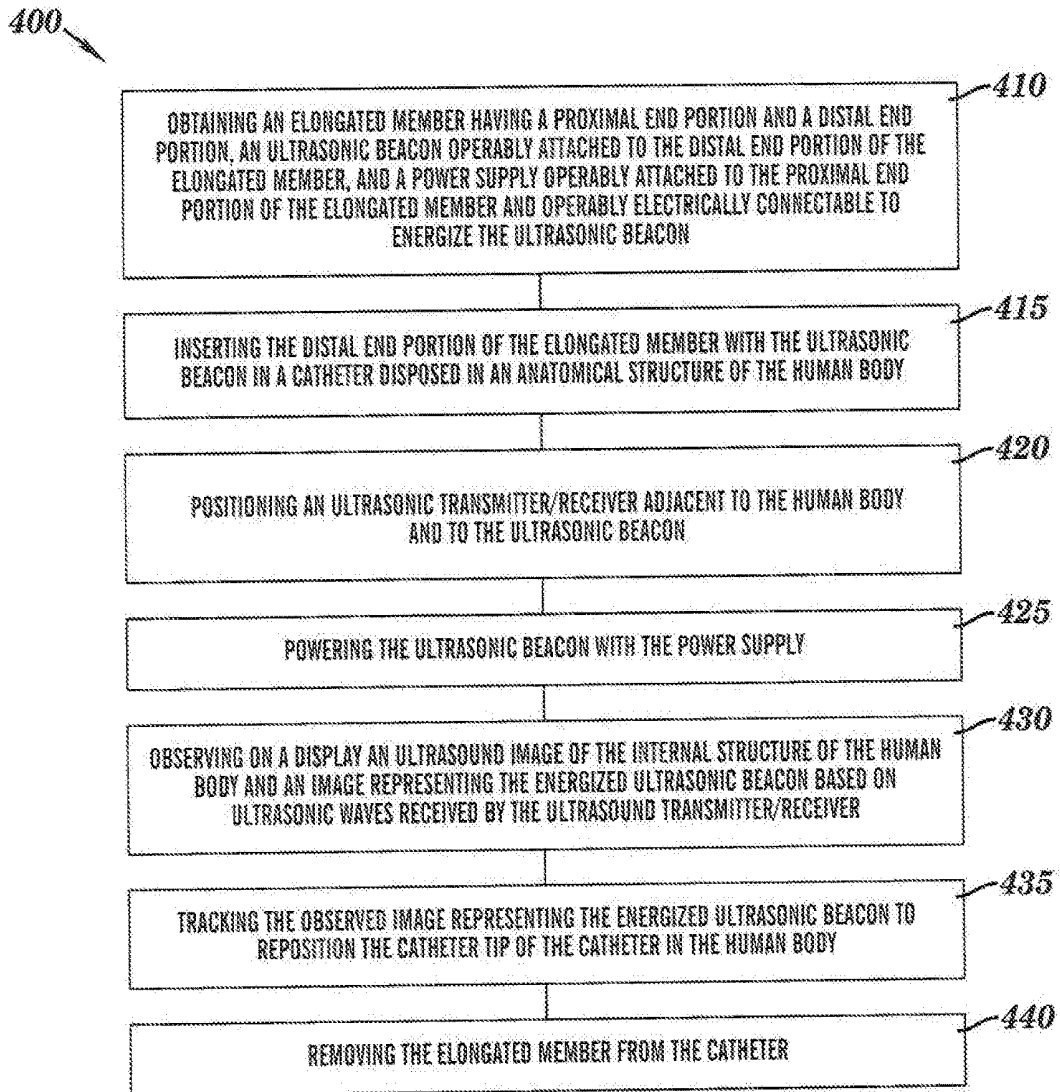 400
410
OBTAINING AN ELONGATED MEMBER HAVING A PROXIMAL END PORTION AND A DISTAL END
PORTION, AN ULTRASONIC BEACON OPERABLY ATTACHED TO THE DISTAL END PORTION OF THE
ELONGATED MEMBER, AND A POWER SUPPLY OPERABLY ATTACHED TO THE PROXIMAL END
PORTION OF THE ELONGATED MEMBER AND OPERABLY ELECTRICALLY CONNECTABLE TO
ENERGIZE THE ULTRASONIC BEACON
415
INSERTING THE DISTAL END PORTION OF THE ELONGATED MEMBER WITH THE ULTRASONIC
BEACON IN A CATHETER DISPOSED IN AN ANATOMICAL STRUCTURE OF THE HUMAN BODY
420
POSITIONING AN ULTRASONIC TRANSMITTER/RECEIVER ADJACENT TO THE HUMAN BODY
AND TO THE ULTRASONIC BEACON
425
POWERING THE ULTRASONIC BEACON WITH THE POWER SUPPLY
430
OBSERVING ON A DISPLAY AN ULTRASOUND IMAGE OF THE INTERNAL STRUCTURE OF THE HUMAN
BODY AND AN IMAGE REPRESENTING THE ENERGIZED ULTRASONIC BEACON BASED ON
ULTRASONIC WAVES RECEIVED BY THE ULTRASOUND TRANSMITTER/RECEIVER
435
TRACKING THE OBSERVED IMAGE REPRESENTING THE ENERGIZED ULTRASONIC BEACON TO
REPOSITION THE CATHETER TIP OF THE CATHETER IN THE HUMAN BODY
440
REMOVING THE ELONGATED MEMBER FROM THE CATHETER